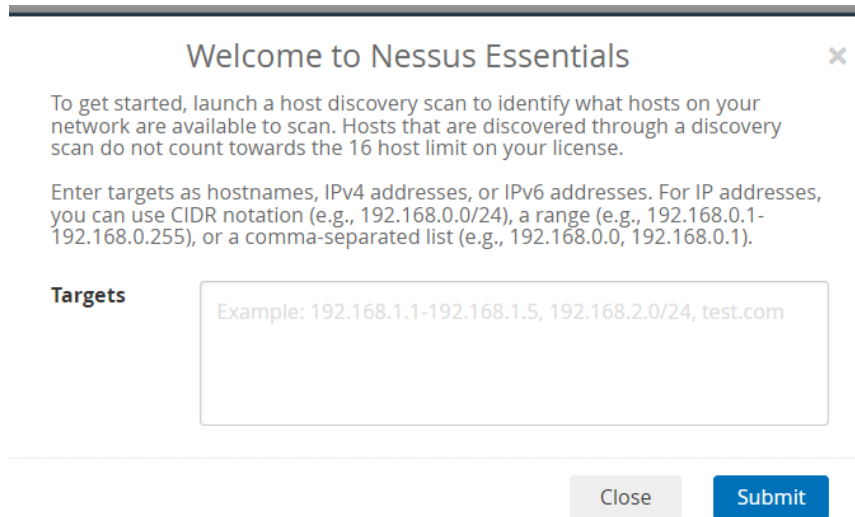 Welcome to Nessus Essentials
To get started, launch a host discovery scan to identify what hosts on your
network are available to scan. Hosts that are discovered through a discovery
scan do not count towards the 16 host limit on your license.
Enter targets as hostnames, IPv4 addresses, or IPv6 addresses. For IP addresses,
you can use CIDR notation (e.g., 192.168.0.0/24), a range (e.g., 192.168.0.1-
192.168.0.255), or a comma-separated list (e.g., 192.168.0.0, 192.168.0.1).
Targets
Example: 192.168.1.1-192.168.1.5, 192.168.2.0/24, test.com
Close
Submit